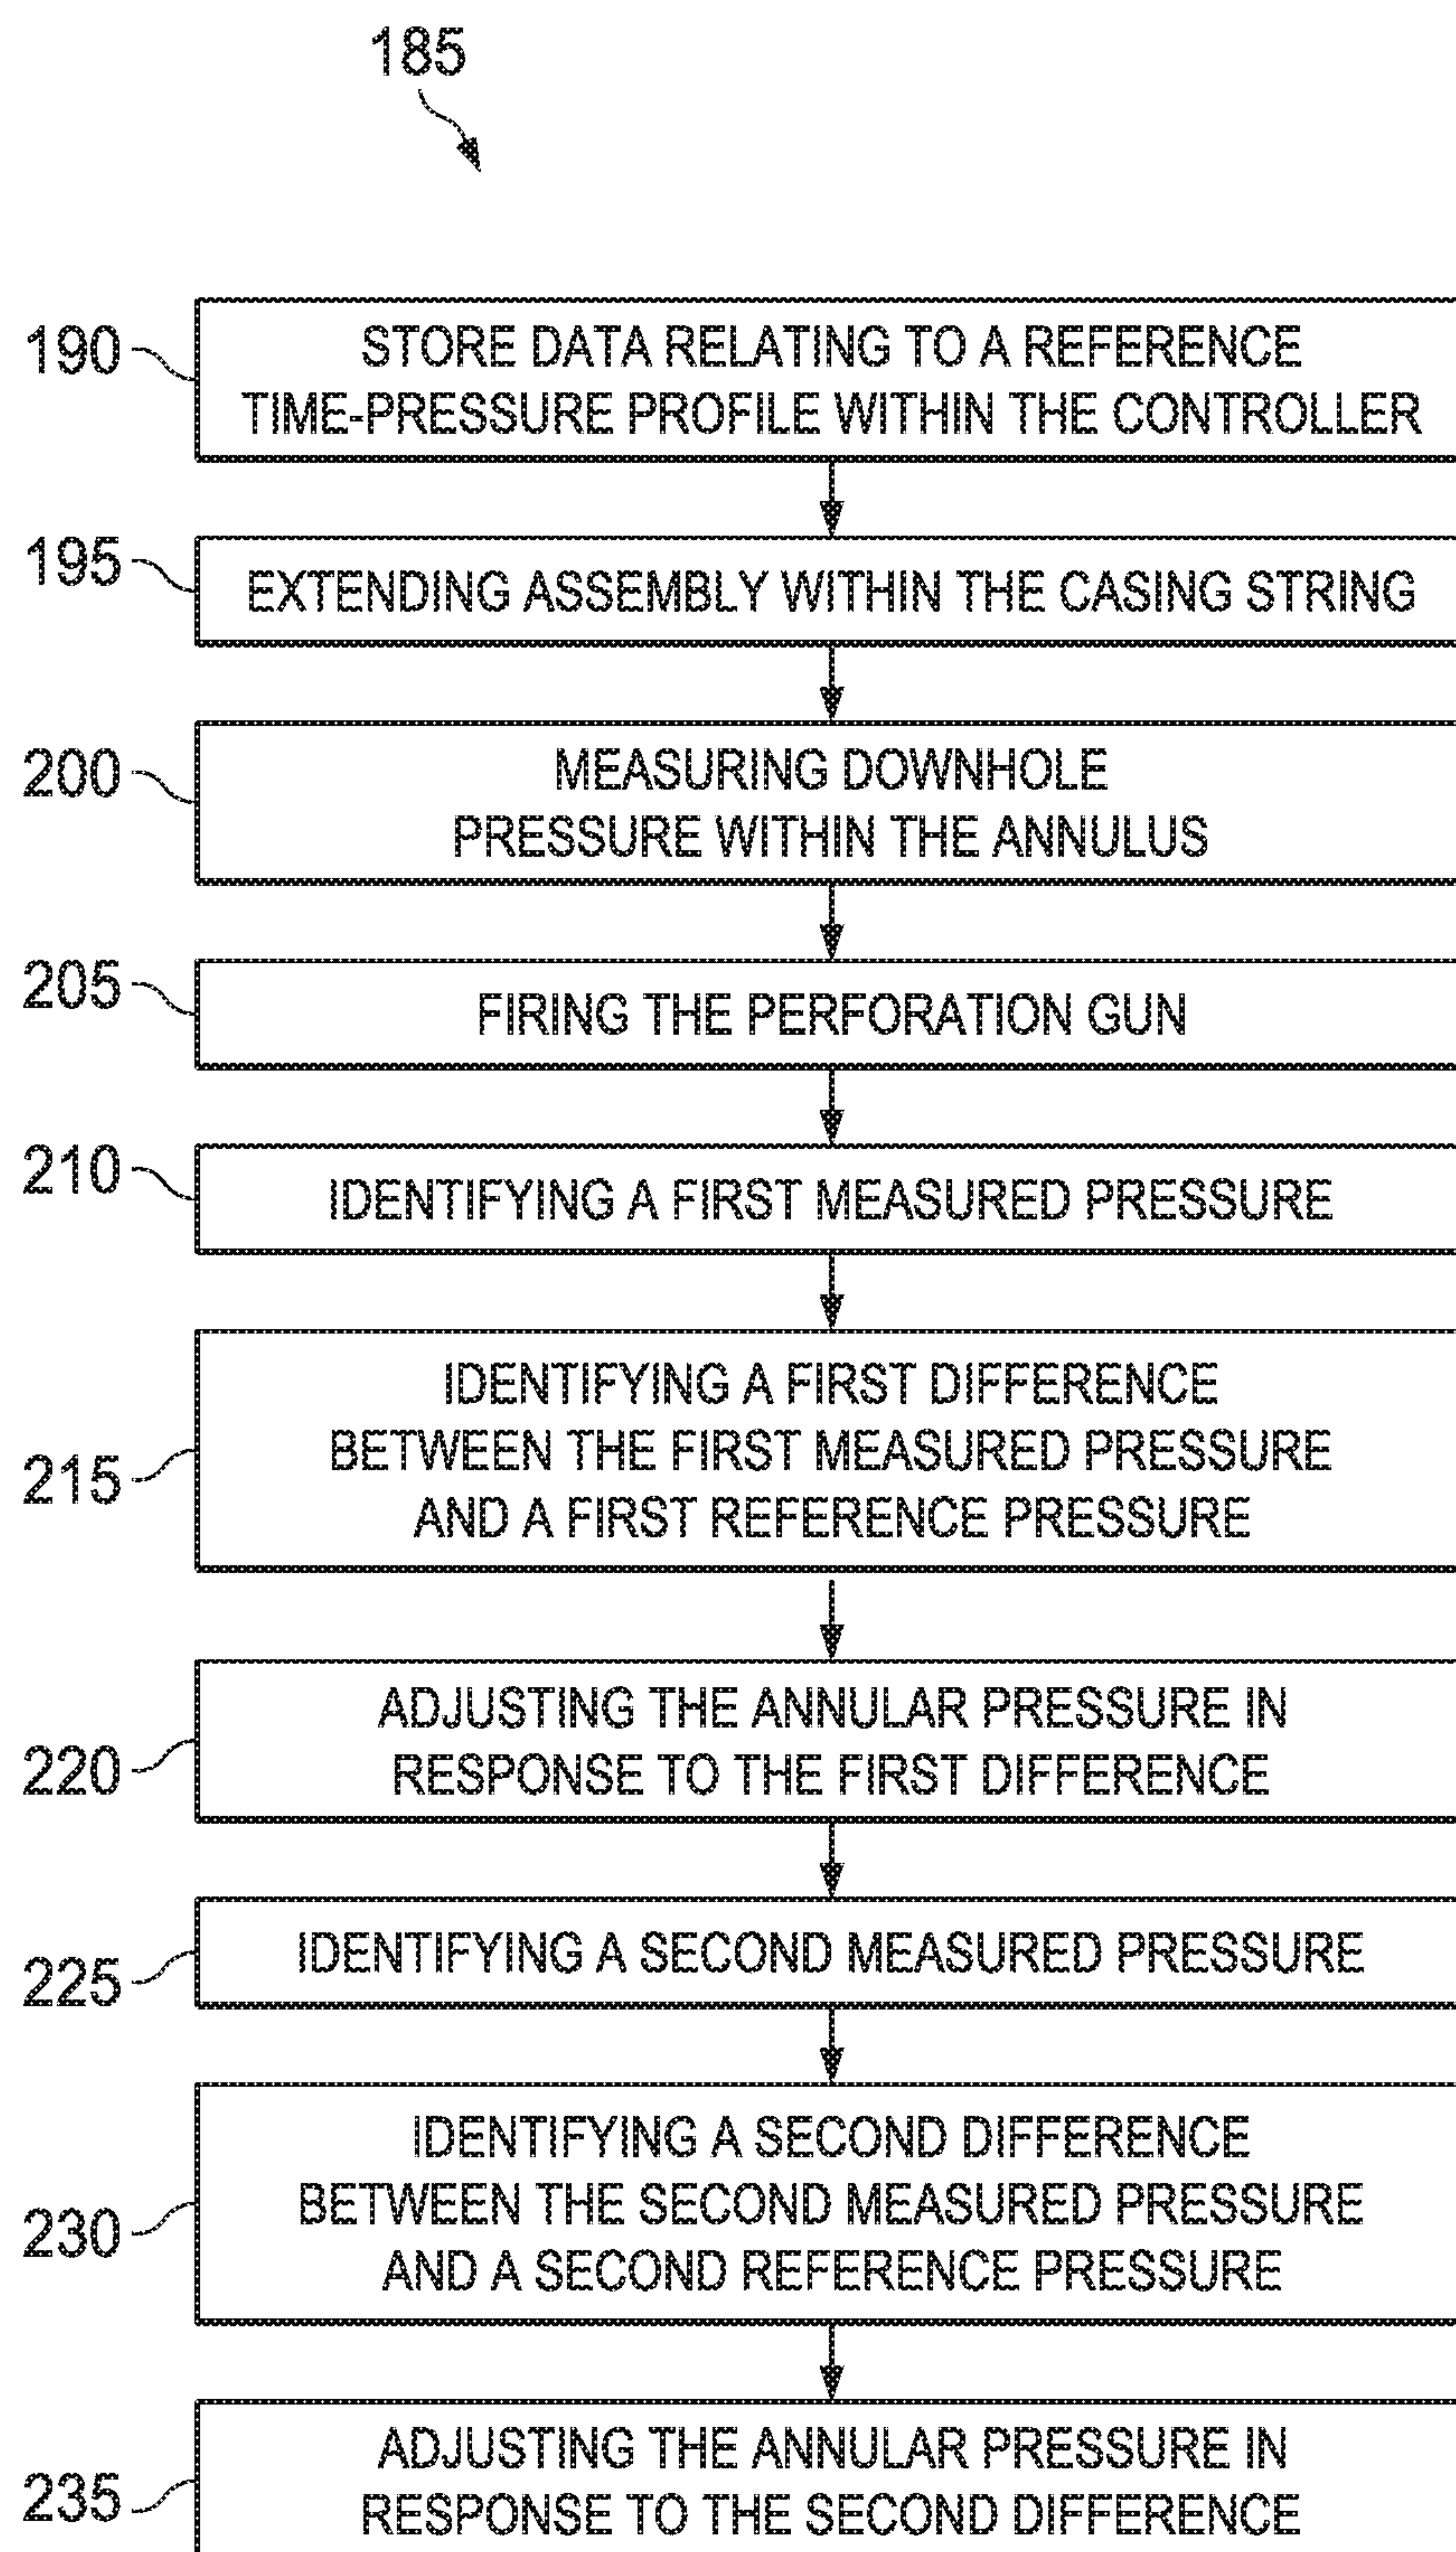 185
190
STORE DATA RELATING TO A REFERENCE
TIME-PRESSURE PROFILE WITHIN THE CONTROLLER
195
EXTENDING ASSEMBLY WITHIN THE CASING STRING
200
MEASURING DOWNHOLE
PRESSURE WITHIN THE ANNULUS
205
FIRING THE PERFORATION GUN
210
IDENTIFYING A FIRST MEASURED PRESSURE
215
IDENTIFYING A FIRST DIFFERENCE
BETWEEN THE FIRST MEASURED PRESSURE
AND A FIRST REFERENCE PRESSURE
220
ADJUSTING THE ANNULAR PRESSURE IN
RESPONSE TO THE FIRST DIFFERENCE
225
IDENTIFYING A SECOND MEASURED PRESSURE
230
IDENTIFYING A SECOND DIFFERENCE
BETWEEN THE SECOND MEASURED PRESSURE
AND A SECOND REFERENCE PRESSURE
235
ADJUSTING THE ANNULAR PRESSURE IN
RESPONSE TO THE SECOND DIFFERENCE